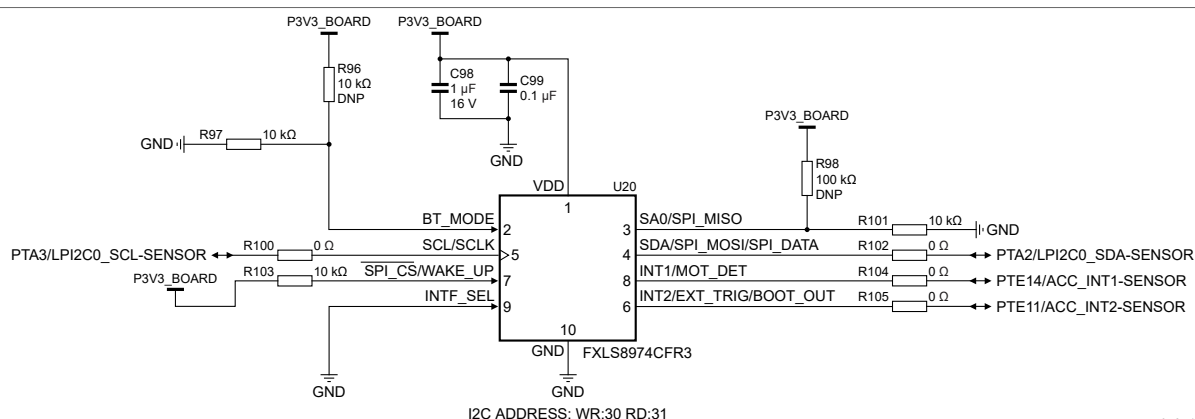 P3V3_BOARD
P3V3_BOARD
R96
10 kΩ
DNP
C98
1 µF
16 V
C99
0.1 µF
GND
R97
10 kΩ
GND
P3V3_BOARD
R98
100 kΩ
DNP
VDD
U20
1
BT_MODE
2
3
SA0/SPI_MISO
R101
10 kΩ
GND
PTA3/LPI2C0_SCL-SENSOR
R100
0 Ω
SCL/SCLK
5
4
SDA/SPI_MOSI/SPI_DATA
R102
0 Ω
PTA2/LPI2C0_SDA-SENSOR
P3V3_BOARD
R103
10 kΩ
SPI_CS/WAKE_UP
7
8
INT1/MOT_DET
R104
0 Ω
PTE14/ACC_INT1-SENSOR
INTF_SEL
9
6
INT2/EXT_TRIG/BOOT_OUT
R105
0 Ω
PTE11/ACC_INT2-SENSOR
10
GND
FXLS8974CFR3
GND
GND
I2C ADDRESS: WR:30 RD:31